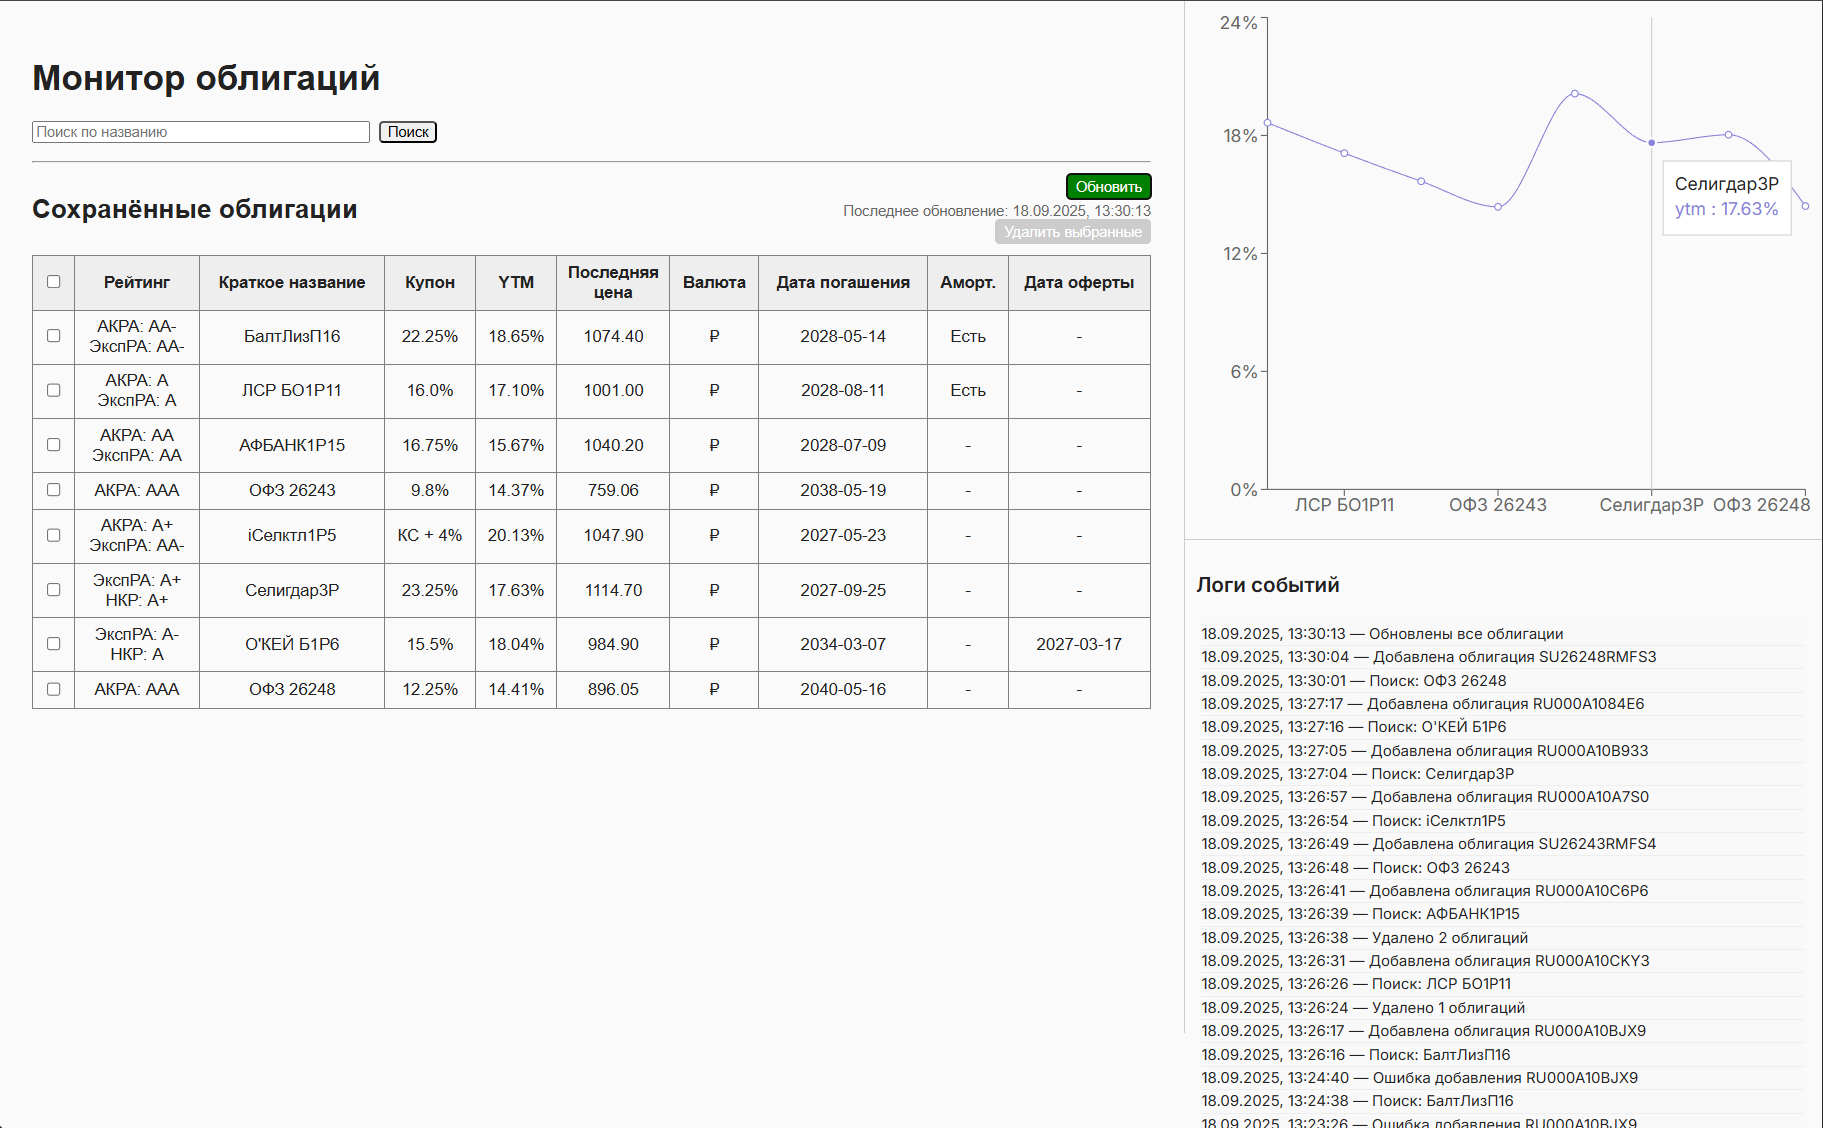 Монитор облигаций
Поиск по названию
Поиск
Обновить
Сохранённые облигации
Последнее обновление: 18.09.2025, 13:30:13
Удалить выбранные
Рейтинг Краткое название Купон YTM Последняя цена Валюта Дата погашения Аморт. Дата оферты
АКРА: AA-
ЭкспРА: AA-
БалтЛизП16 22.25% 18.65% 1074.40 ₽ 2028-05-14 Есть -
АКРА: A
ЭкспРА: A
ЛСР БО1Р11 16.0% 17.10% 1001.00 ₽ 2028-08-11 Есть -
АКРА: AA
ЭкспРА: AA
АФБАНК1Р15 16.75% 15.67% 1040.20 ₽ 2028-07-09 - -
АКРА: AAA ОФЗ 26243 9.8% 14.37% 759.06 ₽ 2038-05-19 - -
АКРА: A+
ЭкспРА: AA-
iСелктл1Р5 КС + 4% 20.13% 1047.90 ₽ 2027-05-23 - -
ЭкспРА: A+
НКР: A+
Селигдар3Р 23.25% 17.63% 1114.70 ₽ 2027-09-25 - -
ЭкспРА: A-
НКР: A
О'КЕЙ Б1Р6 15.5% 18.04% 984.90 ₽ 2034-03-07 - 2027-03-17
АКРА: AAA ОФЗ 26248 12.25% 14.41% 896.05 ₽ 2040-05-16 - -
24%
18%
12%
6%
0%
Селигдар3Р
ytm : 17.63%
ЛСР БО1Р11 ОФЗ 26243 Селигдар3Р ОФЗ 26248
Логи событий
18.09.2025, 13:30:13 — Обновлены все облигации
18.09.2025, 13:30:04 — Добавлена облигация SU26248RMFS3
18.09.2025, 13:30:01 — Поиск: ОФЗ 26248
18.09.2025, 13:27:17 — Добавлена облигация RU000A1084E6
18.09.2025, 13:27:16 — Поиск: О'КЕЙ Б1Р6
18.09.2025, 13:27:05 — Добавлена облигация RU000A10B933
18.09.2025, 13:27:04 — Поиск: Селигдар3Р
18.09.2025, 13:26:57 — Добавлена облигация RU000A10A7S0
18.09.2025, 13:26:54 — Поиск: iСелктл1Р5
18.09.2025, 13:26:49 — Добавлена облигация SU26243RMFS4
18.09.2025, 13:26:48 — Поиск: ОФЗ 26243
18.09.2025, 13:26:41 — Добавлена облигация RU000A10C6P6
18.09.2025, 13:26:39 — Поиск: АФБАНК1Р15
18.09.2025, 13:26:38 — Удалено 2 облигаций
18.09.2025, 13:26:31 — Добавлена облигация RU000A10CKY3
18.09.2025, 13:26:26 — Поиск: ЛСР БО1Р11
18.09.2025, 13:26:24 — Удалено 1 облигаций
18.09.2025, 13:26:17 — Добавлена облигация RU000A10BJX9
18.09.2025, 13:26:16 — Поиск: БалтЛизП16
18.09.2025, 13:24:40 — Ошибка добавления RU000A10BJX9
18.09.2025, 13:24:38 — Поиск: БалтЛизП16
18.09.2025, 13:23:26 — Ошибка добавления RU000A10BJX9